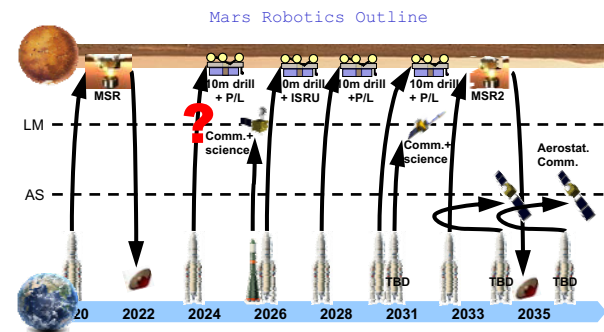 Mars Robotics Outline
MSR
10m drill
+ P/L
10m drill
+ ISRU
10m drill
+P/L
10m drill
+ P/L
MSR2
?
LM
Comm.+
science
Comm.+
science
Aerostat.
Comm.
AS
TBD
TBD
TBD
20
2022
2024
2026
2028
2031
2033
2035